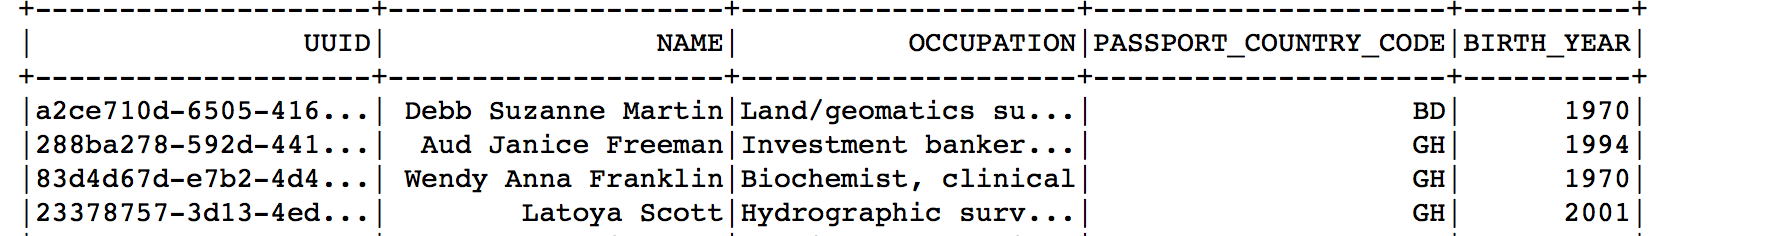 +---------------------+--------------------+--------------------+---------------------+----------+
|                 UUID|                NAME|          OCCUPATION|PASSPORT_COUNTRY_CODE|BIRTH_YEAR|
+---------------------+--------------------+--------------------+---------------------+----------+
|a2ce710d-6505-416...| Debb Suzanne Martin|Land/geomatics su...|                   BD|      1970|
|288ba278-592d-441...|  Aud Janice Freeman|Investment banker...|                   GH|      1994|
|83d4d67d-e7b2-4d4...| Wendy Anna Franklin|Biochemist, clinical|                   GH|      1970|
|23378757-3d13-4ed...|        Latoya Scott|Hydrographic surv...|                   GH|      2001|